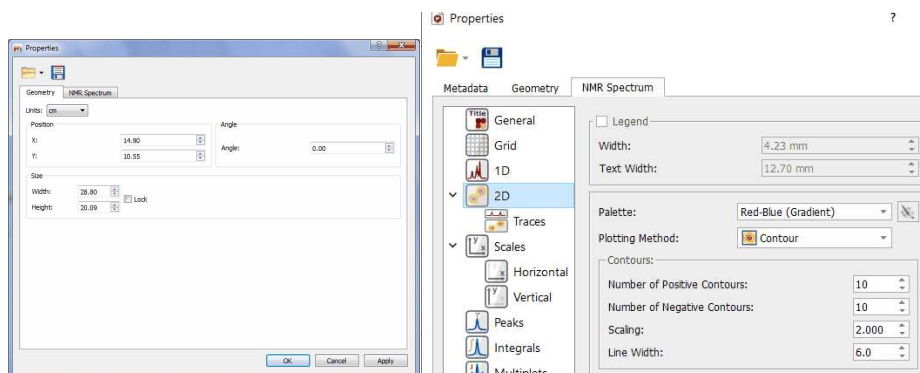 Properties
Geometry NMR Spectrum
Units: cm
Position
X: 14.90
Y: 10.55
Angle
Angle: 0.00
Size
Width: 28.80
Height: 20.09
Lock
OK Cancel Apply
Properties ?
Metadata Geometry NMR Spectrum
Title
General
Grid
1D
2D
Traces
Scales
Horizontal
Vertical
Peaks
Integrals
Multiplets
Legend
Width: 4.23 mm
Text Width: 12.70 mm
Palette: Red-Blue (Gradient)
Plotting Method: Contour
Contours:
Number of Positive Contours: 10
Number of Negative Contours: 10
Scaling: 2.000
Line Width: 6.0